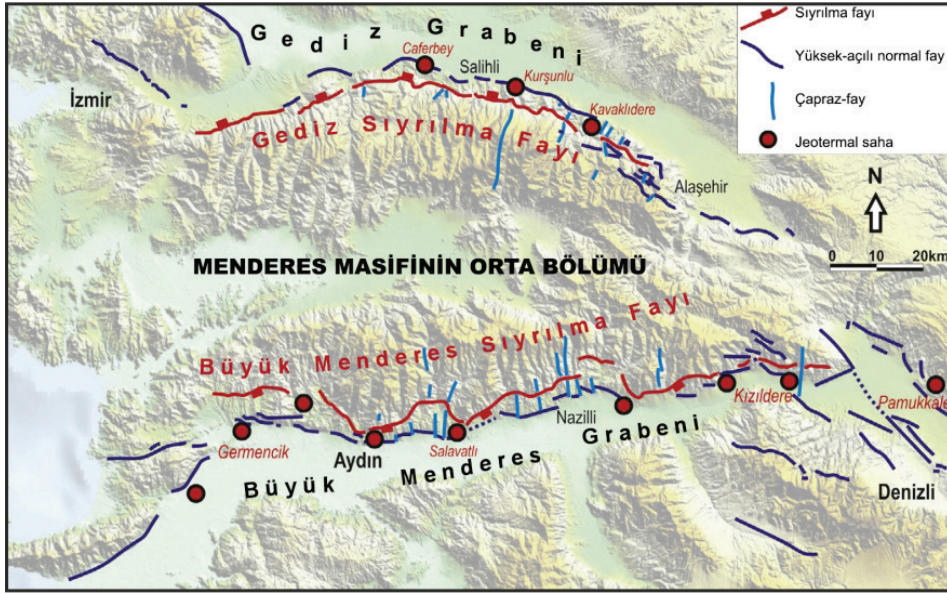 Gediz Grabeni
Caferbey
Salihli
Kurşunlu
İzmir
Kavaklıdere
Gediz Sıyrılma Fayı
Alaşehir
Sıyrılma fayı
Yüksek-açılı normal fay
Çapraz-fay
Jeotermal saha
N
0 10 20km
MENDERES MASİFİNİN ORTA BÖLÜMÜ
Büyük Menderes Sıyrılma Fayı
Kızıldere
Pamukkale
Nazilli
Germencik
Aydın
Salavatlı
Büyük Menderes Grabeni
Denizli